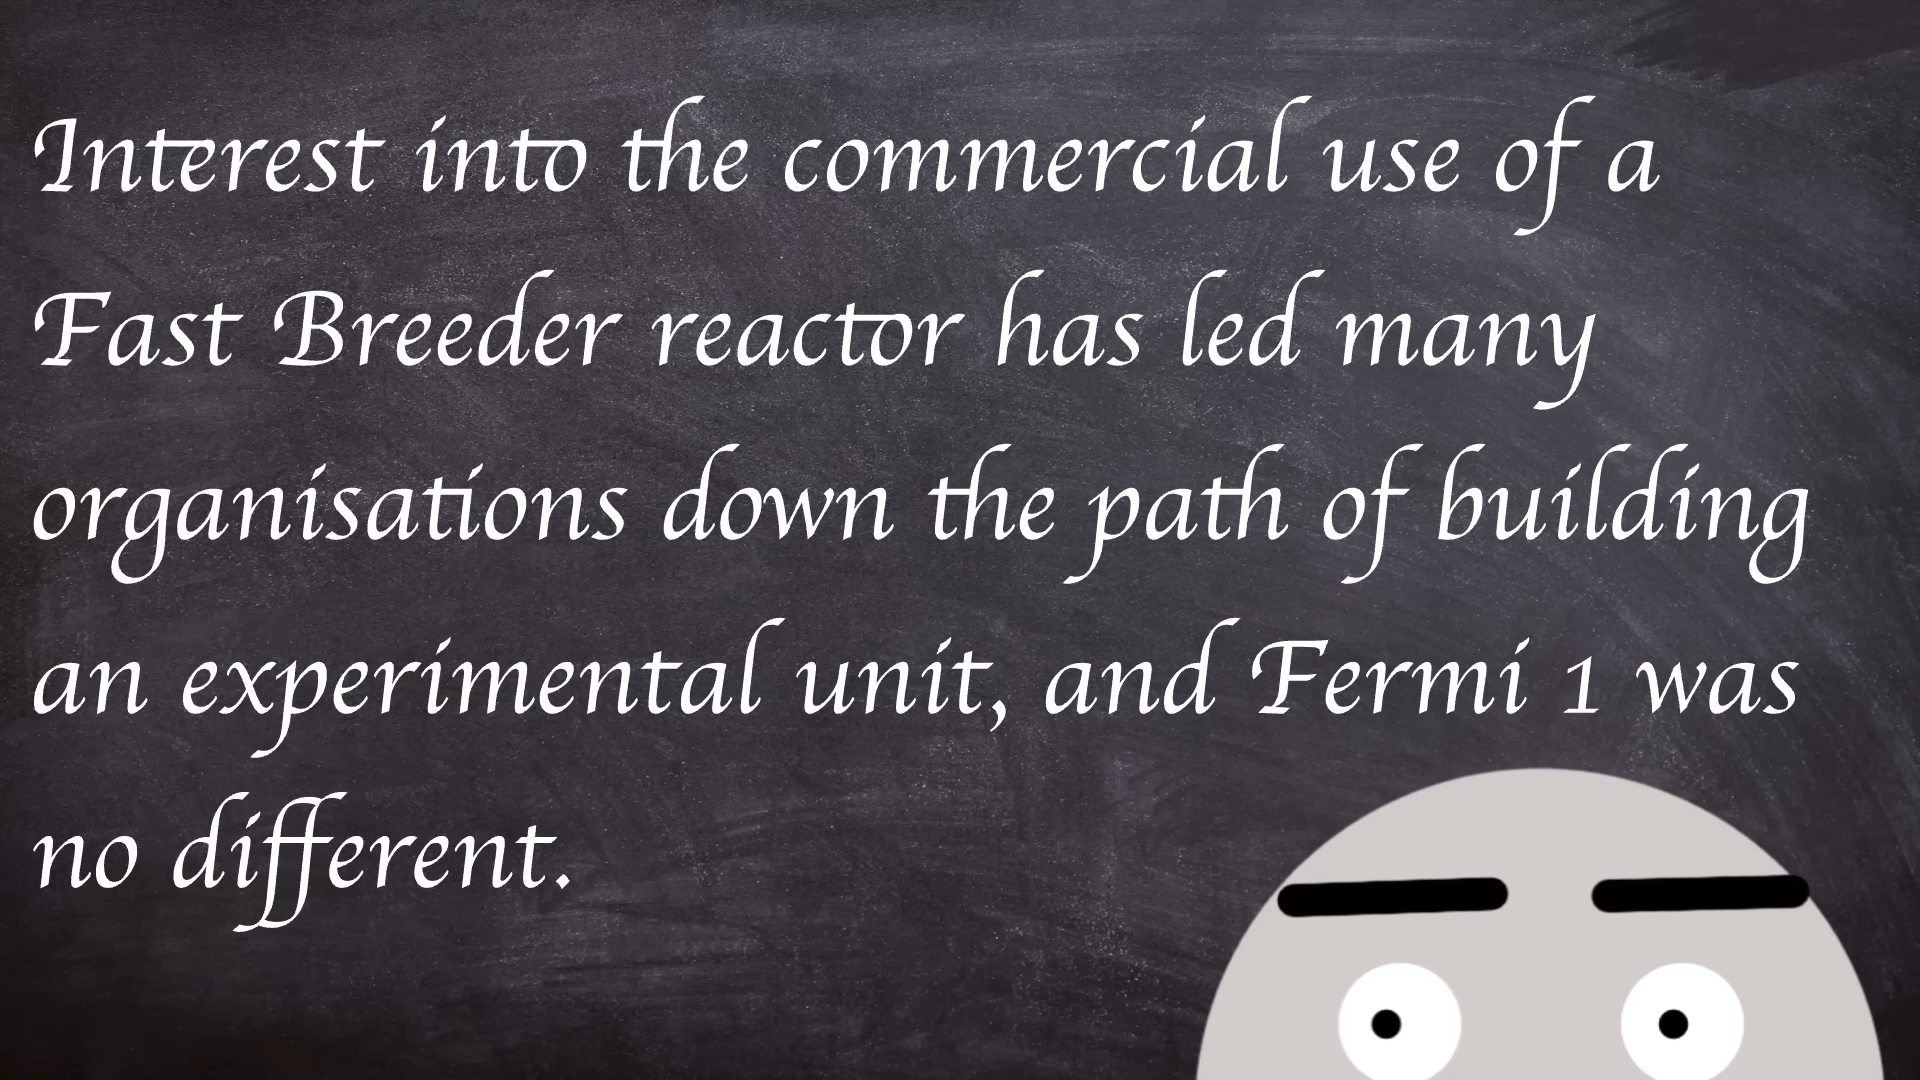 Interest into the commercial use of a
Fast Breeder reactor has led many
organisations down the path of building
an experimental unit, and Fermi 1 was
no different.